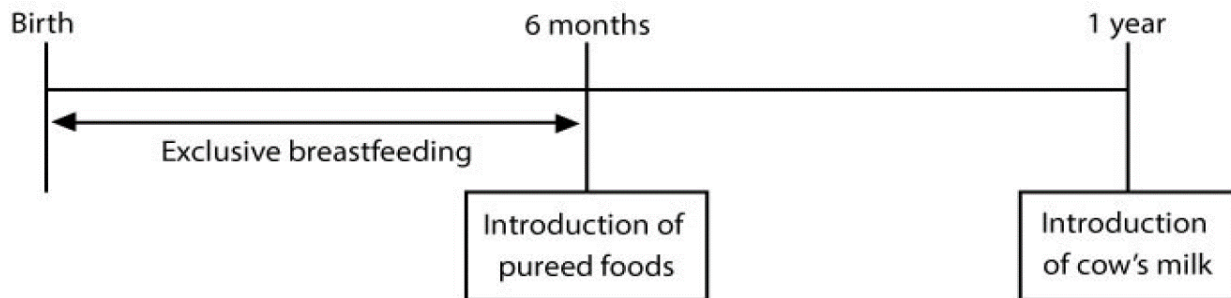 Birth
6 months
1 year
Exclusive breastfeeding
Introduction of
pureed foods
Introduction
of cow's milk